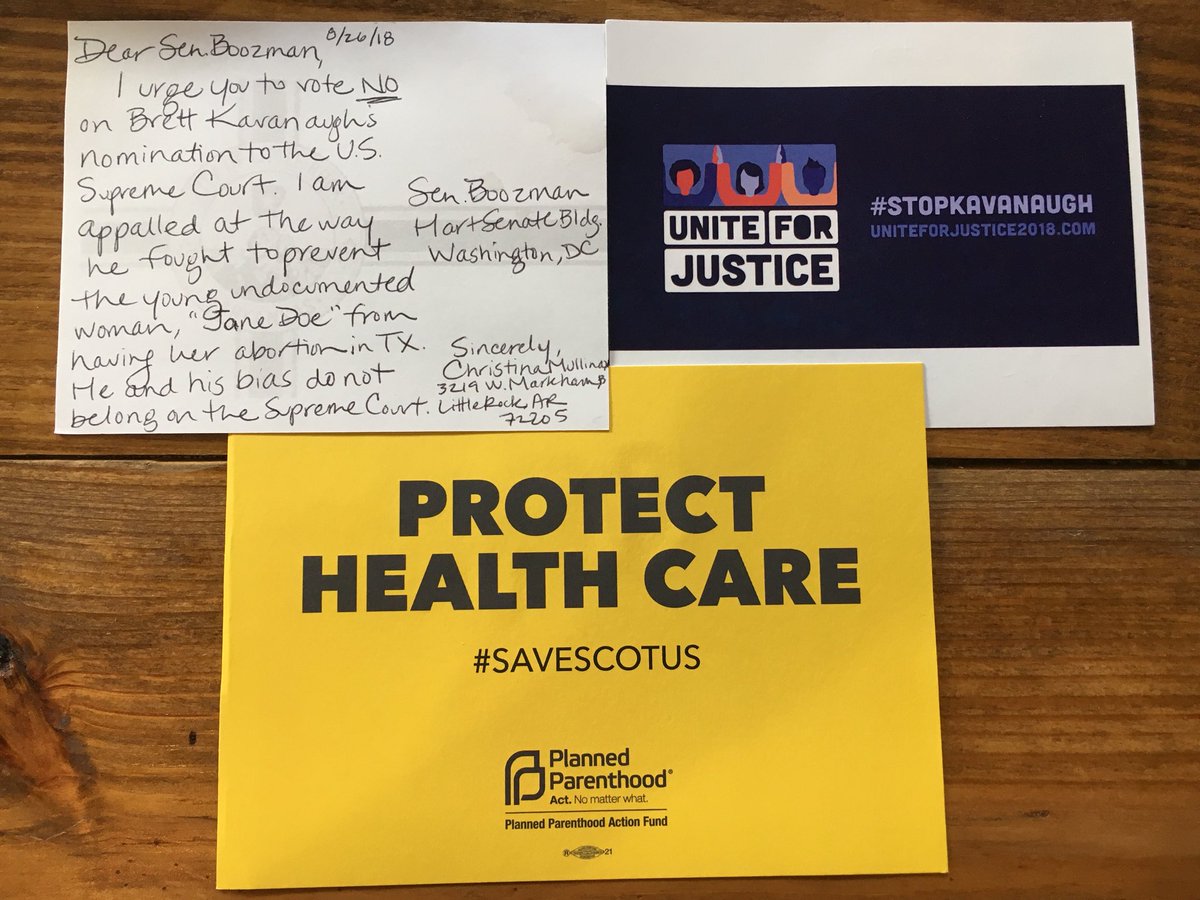 Dear Sen. Boozman, 8/26/18
I urge you to vote NO
on Brett Kavanaugh's
nomination to the U.S.
Supreme Court. I am
appalled at the way
he fought to prevent
the young undocumented
woman, "Jane Doe" from
having her abortion in TX.
He and his bias do not
belong on the Supreme Court.
Sen. Boozman
Hart Senate Bldg.
Washington, DC
Sincerely,
Christina Mullinax
3219 W. Markham
Little Rock, AR
72205
UNITE FOR
JUSTICE
#STOPKAVANAUGH
UNITEFORJUSTICE2018.COM
PROTECT
HEALTH CARE
#SAVESCOTUS
Planned
Parenthood®
Act. No matter what.
Planned Parenthood Action Fund
21